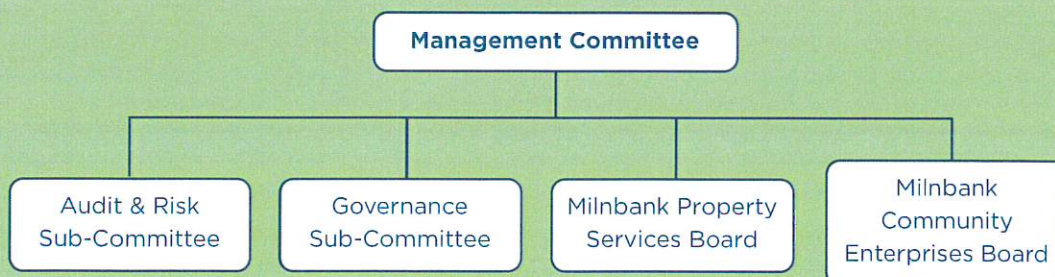 Management Committee
Audit & Risk
Sub-Committee
Governance
Sub-Committee
Milnbank Property
Services Board
Milnbank
Community
Enterprises Board